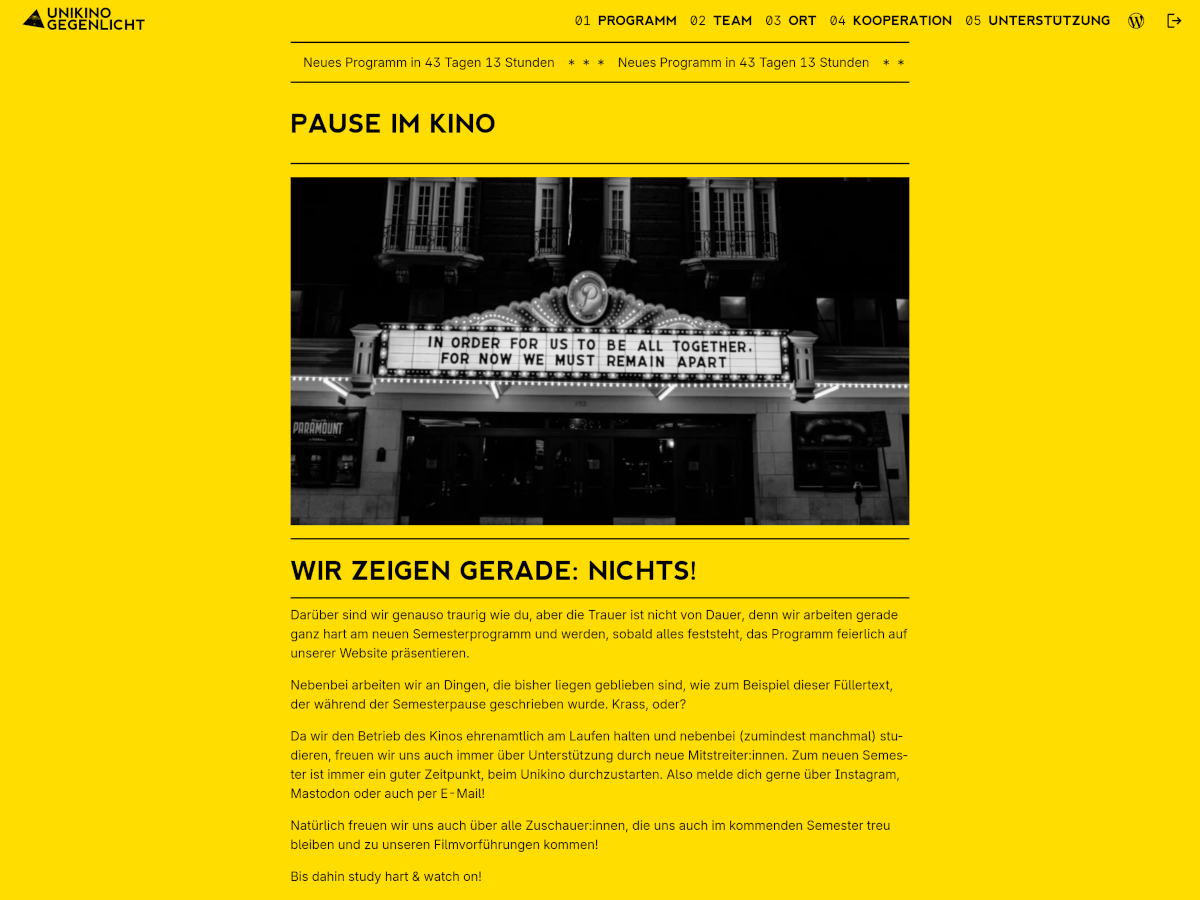 UNIKINO
GEGENLICHT
01 PROGRAMM 02 TEAM 03 ORT 04 KOOPERATION 05 UNTERSTÜTZUNG
Neues Programm in 43 Tagen 13 Stunden * * * Neues Programm in 43 Tagen 13 Stunden * *
PAUSE IM KINO
P
IN ORDER FOR US TO BE ALL TOGETHER,
FOR NOW WE MUST REMAIN APART
PARAMOUNT
WIR ZEIGEN GERADE: NICHTS!
Darüber sind wir genauso traurig wie du, aber die Trauer ist nicht von Dauer, denn wir arbeiten gerade
ganz hart am neuen Semesterprogramm und werden, sobald alles feststeht, das Programm feierlich auf
unserer Website präsentieren.
Nebenbei arbeiten wir an Dingen, die bisher liegen geblieben sind, wie zum Beispiel dieser Füllertext,
der während der Semesterpause geschrieben wurde. Krass, oder?
Da wir den Betrieb des Kinos ehrenamtlich am Laufen halten und nebenbei (zumindest manchmal) stu-
dieren, freuen wir uns auch immer über Unterstützung durch neue Mitstreiter:innen. Zum neuen Semes-
ter ist immer ein guter Zeitpunkt, beim Unikino durchzustarten. Also melde dich gerne über Instagram,
Mastodon oder auch per E-Mail!
Natürlich freuen wir uns auch über alle Zuschauer:innen, die uns auch im kommenden Semester treu
bleiben und zu unseren Filmvorführungen kommen!
Bis dahin study hart & watch on!